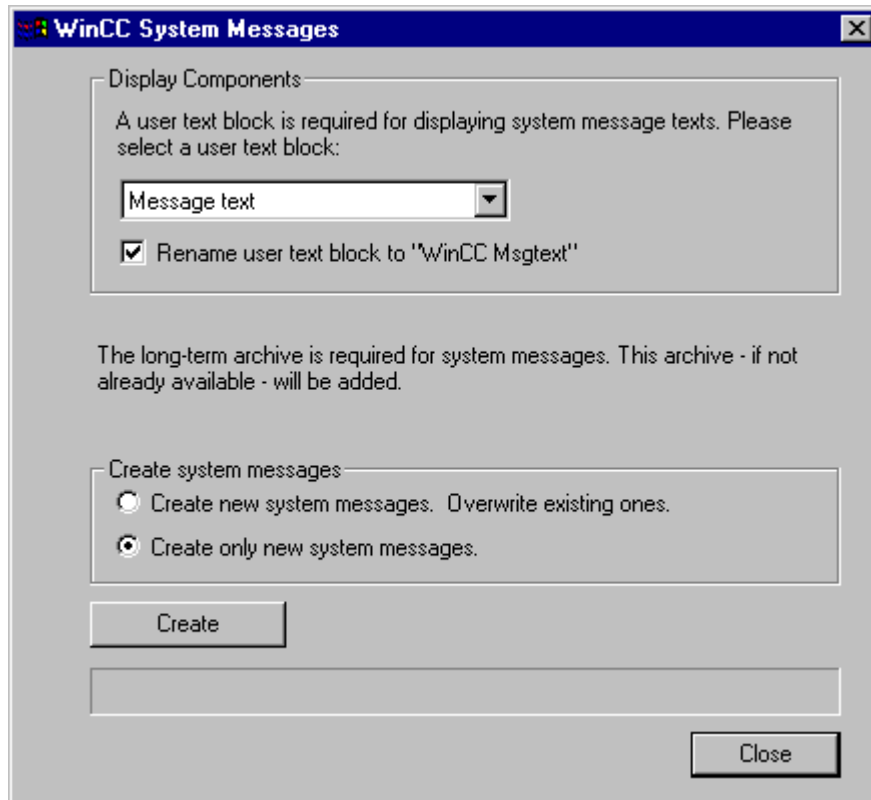 WinCC System Messages
Display Components
A user text block is required for displaying system message texts. Please
select a user text block:
Message text
Rename user text block to "WinCC Msgtext"
The long-term archive is required for system messages. This archive - if not
already available - will be added.
Create system messages
Create new system messages.  Overwrite existing ones.
Create only new system messages.
Create
Close